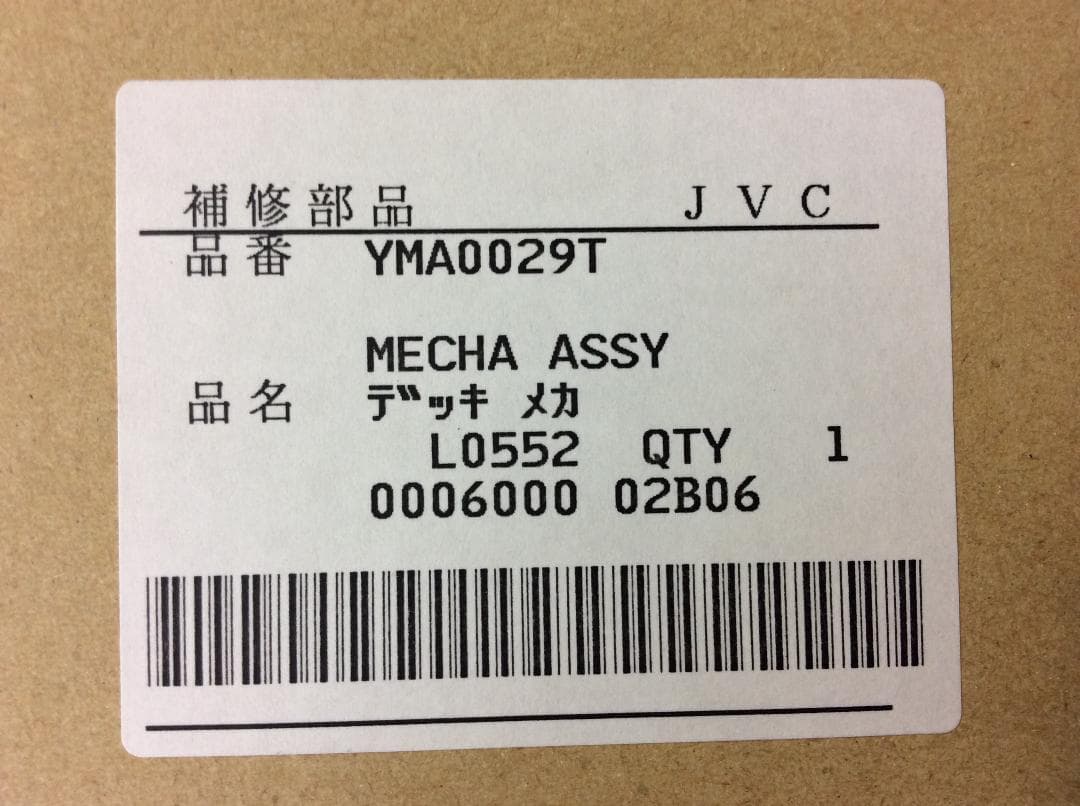 補修部品 JVC
品番 YMA0029T
MECHA ASSY
品名 ﾃﾞｯｷ ﾒｶ
L0552 QTY 1
0006000 02B06